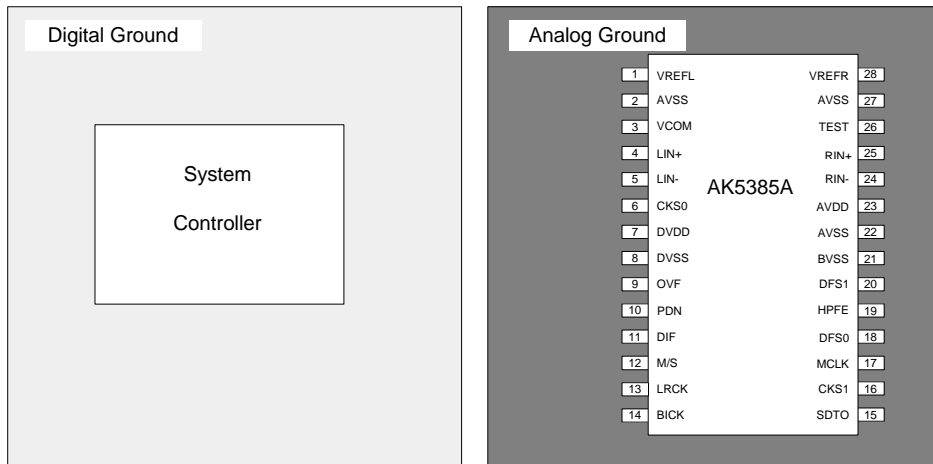 Digital Ground
System
Controller
Analog Ground
AK5385A
1 VREFL
2 AVSS
3 VCOM
4 LIN+
5 LIN-
6 CKS0
7 DVDD
8 DVSS
9 OVF
10 PDN
11 DIF
12 M/S
13 LRCK
14 BICK
VREFR 28
AVSS 27
TEST 26
RIN+ 25
RIN- 24
AVDD 23
AVSS 22
BVSS 21
DFS1 20
HPFE 19
DFS0 18
MCLK 17
CKS1 16
SDTO 15